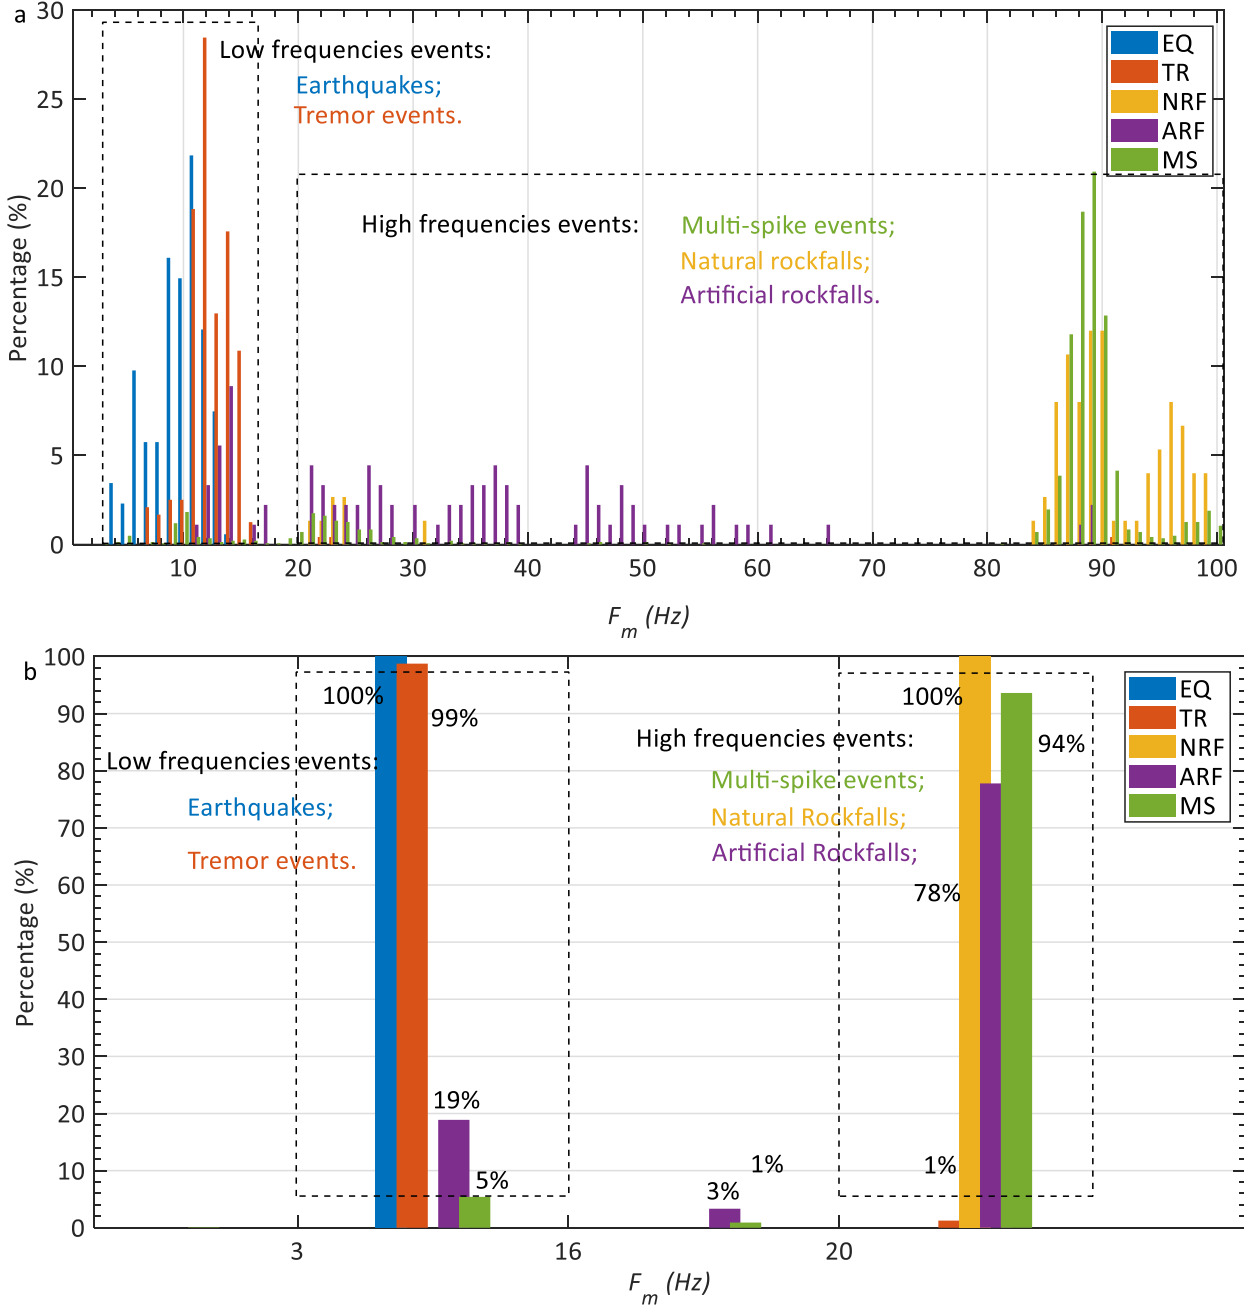 a
30
25
20
15
10
5
0
Percentage (%)
Low frequencies events:
Earthquakes;
Tremor events.
High frequencies events:
Multi-spike events;
Natural rockfalls;
Artificial rockfalls.
EQ
TR
NRF
ARF
MS
10 20 30 40 50 60 70 80 90 100
Fm (Hz)
b
100
90
80
70
60
50
40
30
20
10
0
Percentage (%)
100%
99%
Low frequencies events:
Earthquakes;
Tremor events.
19%
5%
3%
1%
High frequencies events:
Multi-spike events;
Natural Rockfalls;
Artificial Rockfalls;
100%
94%
78%
1%
EQ
TR
NRF
ARF
MS
3 16 20
Fm (Hz)